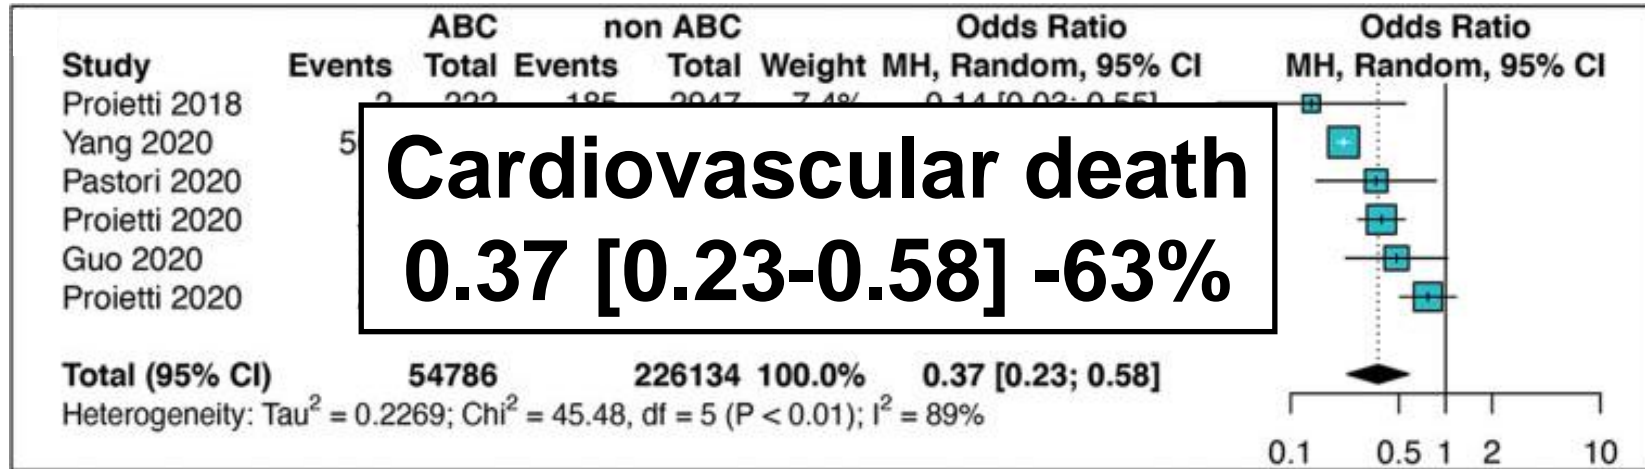 ABC non ABC Odds Ratio Odds Ratio
Study Events Total Events Total Weight MH, Random, 95% CI MH, Random, 95% CI
Proietti 2018
Yang 2020 5
Pastori 2020
Proietti 2020
Guo 2020
Proietti 2020
Cardiovascular death
0.37 [0.23-0.58] -63%
Total (95% CI) 54786 226134 100.0% 0.37 [0.23; 0.58]
Heterogeneity: Tau² = 0.2269; Chi² = 45.48, df = 5 (P < 0.01); I² = 89%
0.1 0.5 1 2 10